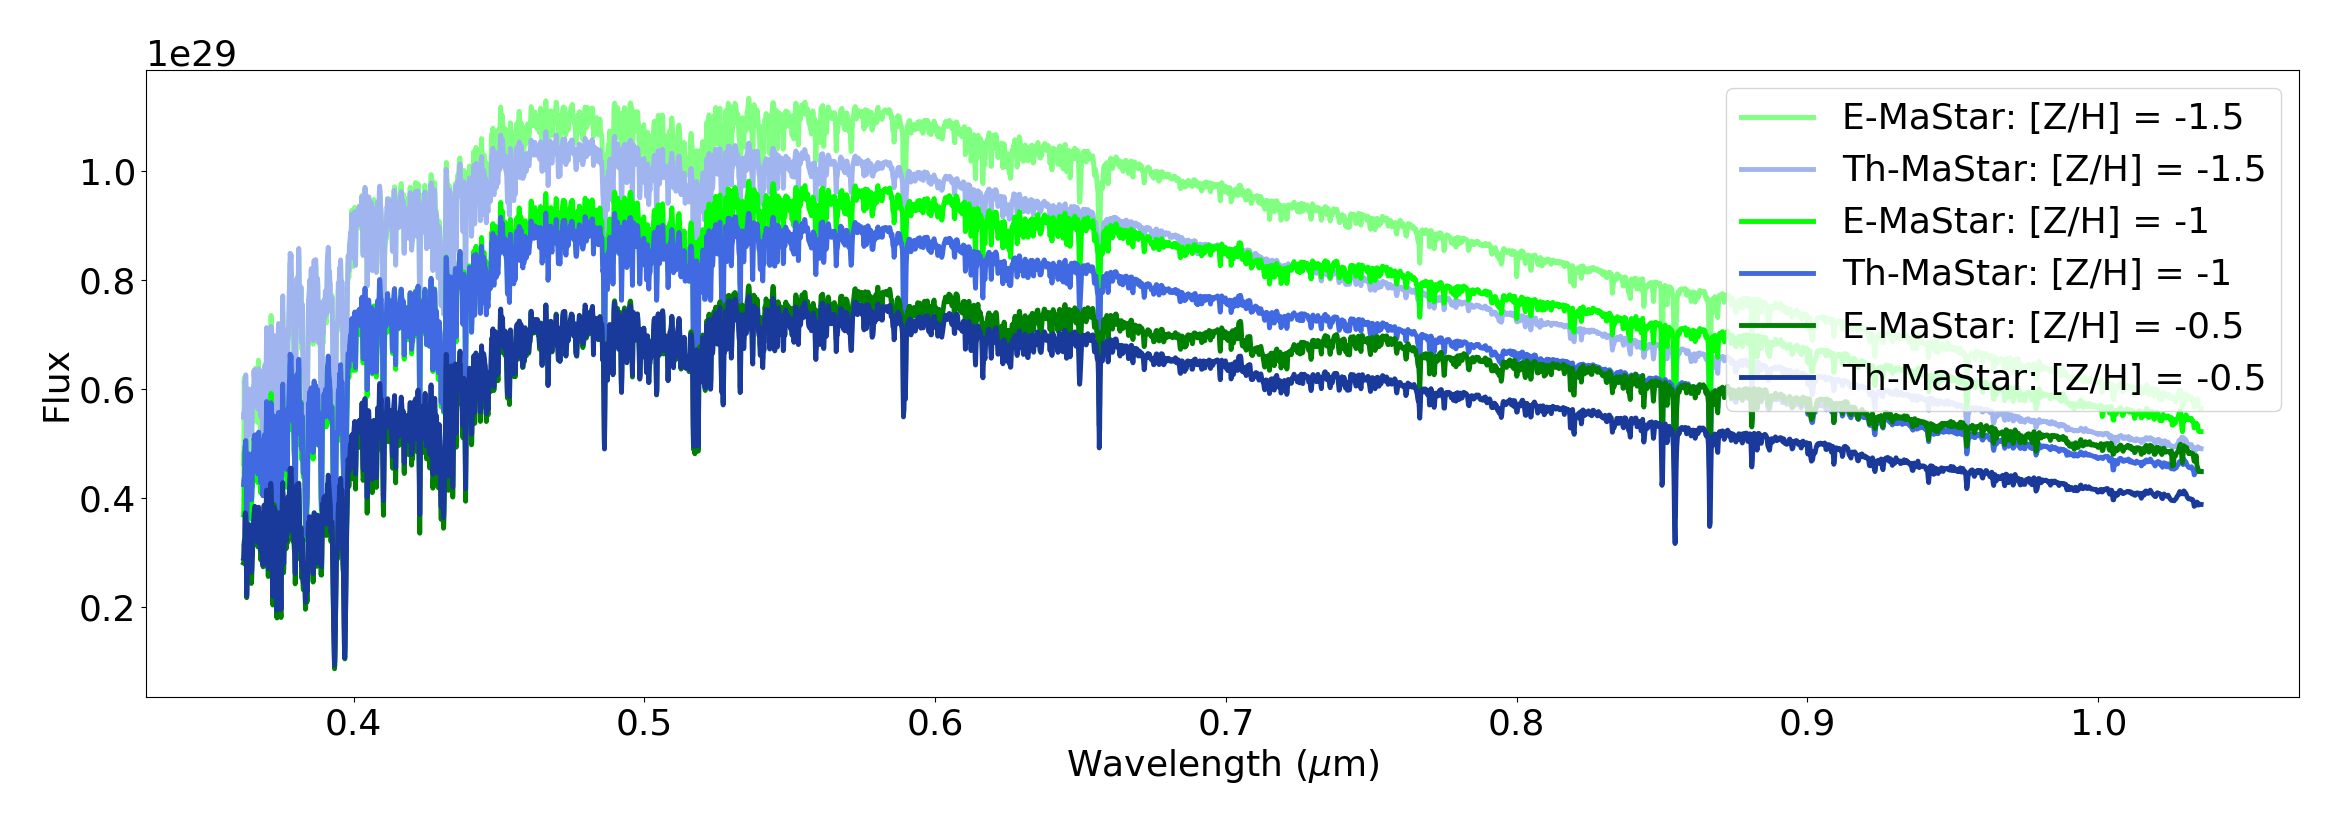 1e29
E-MaStar: [Z/H] = -1.5
Th-MaStar: [Z/H] = -1.5
E-MaStar: [Z/H] = -1
Th-MaStar: [Z/H] = -1
E-MaStar: [Z/H] = -0.5
Th-MaStar: [Z/H] = -0.5
1.0
0.8
0.6
0.4
0.2
Flux
0.4 0.5 0.6 0.7 0.8 0.9 1.0
Wavelength (μm)